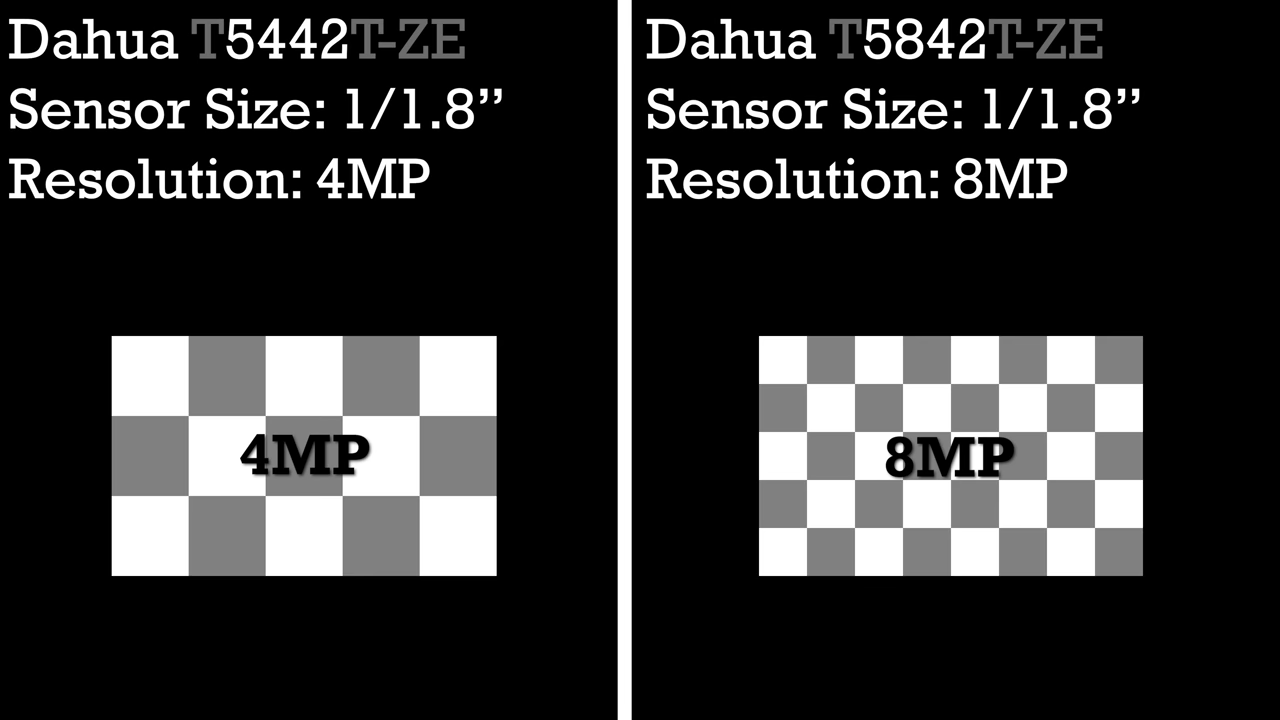 Dahua T5442T-ZE
Sensor Size: 1/1.8”
Resolution: 4MP
4MP
Dahua T5842T-ZE
Sensor Size: 1/1.8”
Resolution: 8MP
8MP